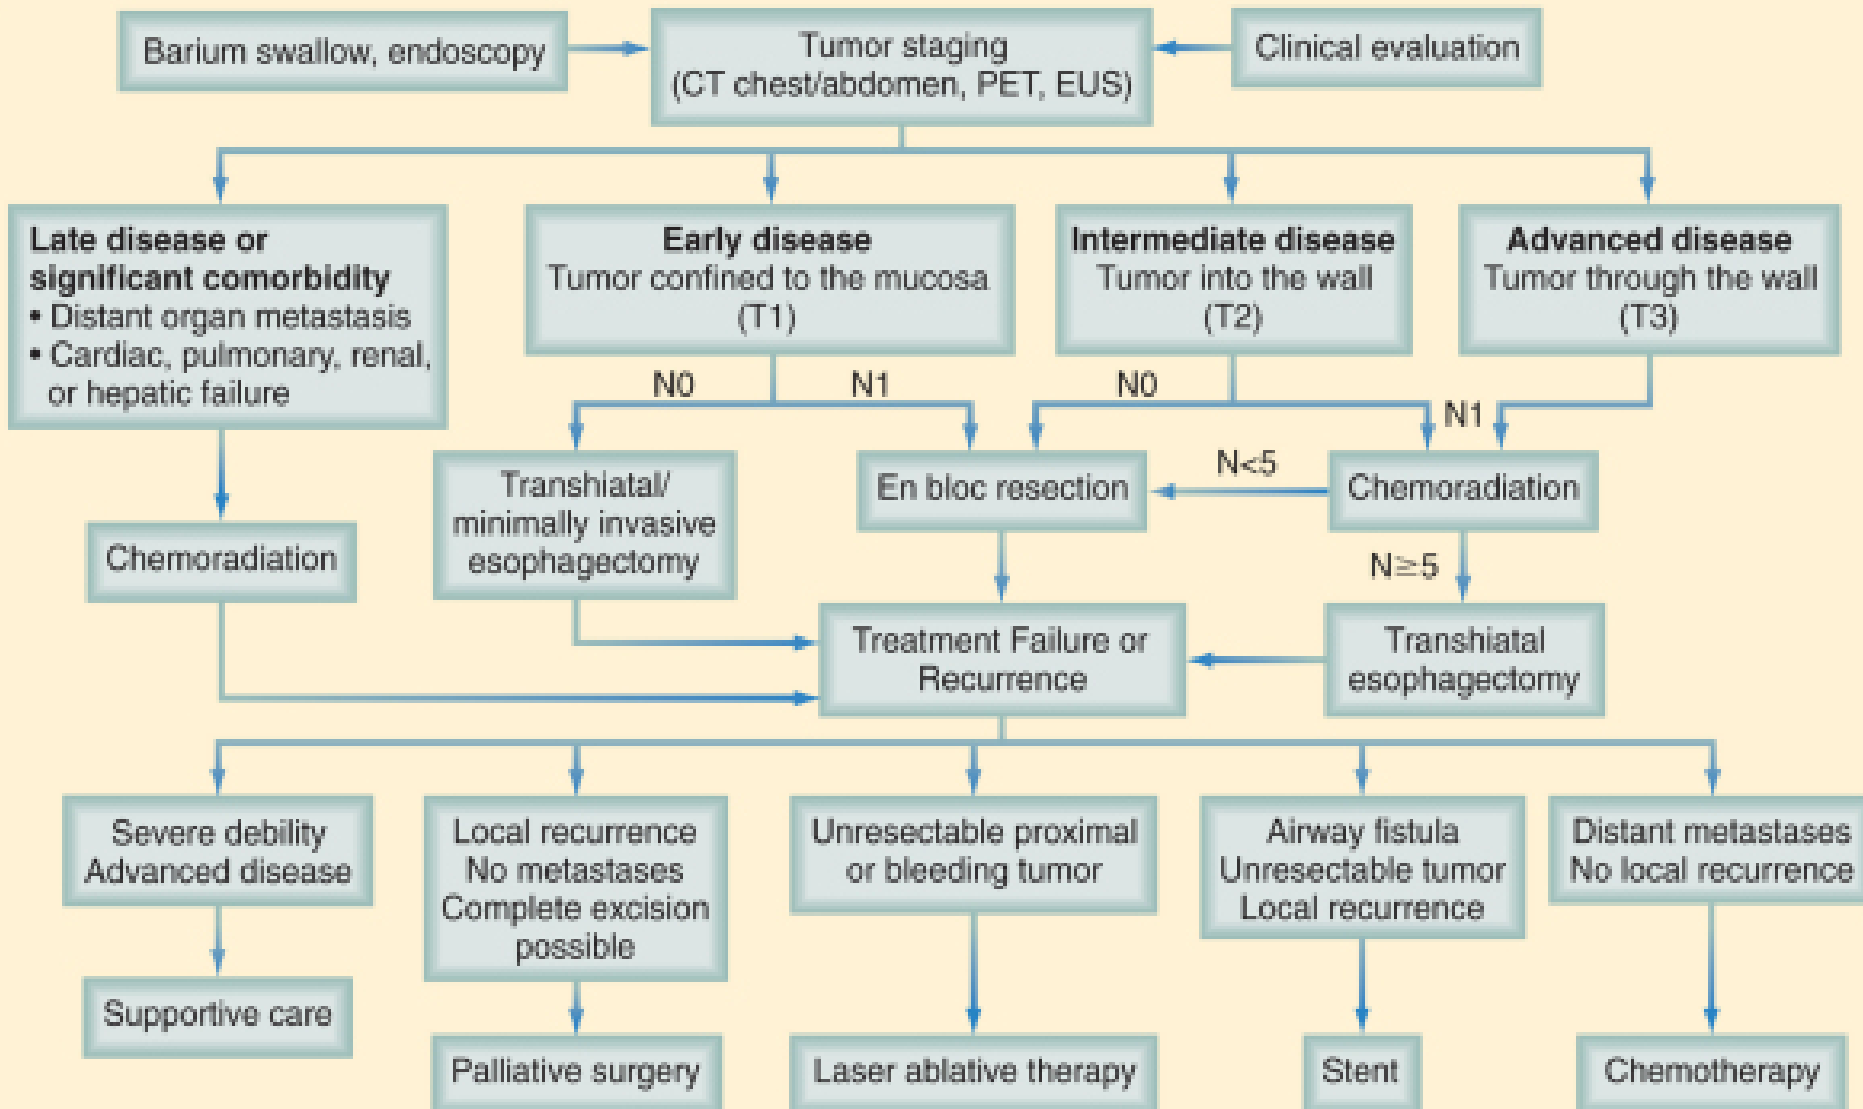 Barium swallow, endoscopy
Tumor staging
(CT chest/abdomen, PET, EUS)
Clinical evaluation
Late disease or
significant comorbidity
• Distant organ metastasis
• Cardiac, pulmonary, renal,
or hepatic failure
Early disease
Tumor confined to the mucosa
(T1)
Intermediate disease
Tumor into the wall
(T2)
Advanced disease
Tumor through the wall
(T3)
N0
N1
N0
N1
Transhiatal/
minimally invasive
esophagectomy
En bloc resection
N<5
Chemoradiation
Chemoradiation
N≥5
Treatment Failure or
Recurrence
Transhiatal
esophagectomy
Severe debility
Advanced disease
Local recurrence
No metastases
Complete excision
possible
Unresectable proximal
or bleeding tumor
Airway fistula
Unresectable tumor
Local recurrence
Distant metastases
No local recurrence
Supportive care
Palliative surgery
Laser ablative therapy
Stent
Chemotherapy